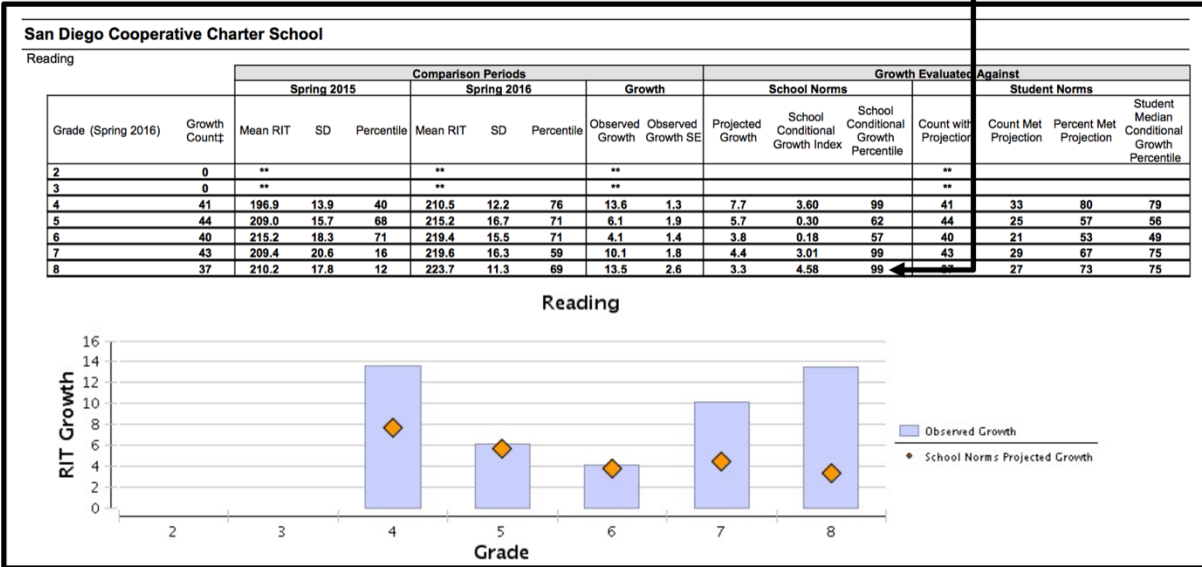 San Diego Cooperative Charter School
Reading
Comparison Periods Growth Evaluated Against
Spring 2015 Spring 2016 Growth School Norms Student Norms
Grade (Spring 2016) Growth Count‡ Mean RIT SD Percentile Mean RIT SD Percentile Observed Growth Observed Growth SE Projected Growth School Conditional Growth Index School Conditional Growth Percentile Count with Projection Count Met Projection Percent Met Projection Student Median Conditional Growth Percentile
2 0 ** ** ** **
3 0 ** ** ** **
4 41 196.9 13.9 40 210.5 12.2 76 13.6 1.3 7.7 3.60 99 41 33 80 79
5 44 209.0 15.7 68 215.2 16.7 71 6.1 1.9 5.7 0.30 62 44 25 57 56
6 40 215.2 18.3 71 219.4 15.5 71 4.1 1.4 3.8 0.18 57 40 21 53 49
7 43 209.4 20.6 16 219.6 16.3 59 10.1 1.8 4.4 3.01 99 43 29 67 75
8 37 210.2 17.8 12 223.7 11.3 69 13.5 2.6 3.3 4.58 99 27 73 75
Reading
16
14
12
10
8
6
4
2
0
RIT Growth
2 3 4 5 6 7 8
Grade
Observed Growth
School Norms Projected Growth